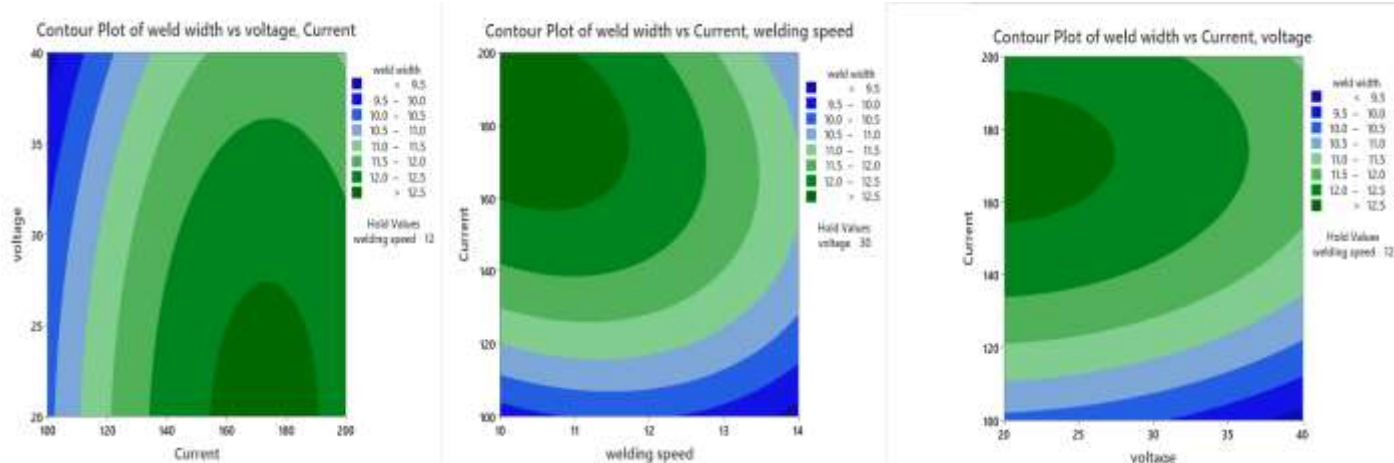 Contour Plot of weld width vs voltage, Current
40
35
30
25
20
100 120 140 160 180 200
voltage
Current
weld width
< 9.5
9.5 – 10.0
10.0 – 10.5
10.5 – 11.0
11.0 – 11.5
11.5 – 12.0
12.0 – 12.5
> 12.5
Hold Values
welding speed 12
Contour Plot of weld width vs Current, welding speed
200
180
160
140
120
100
10 11 12 13 14
Current
welding speed
weld width
< 9.5
9.5 – 10.0
10.0 – 10.5
10.5 – 11.0
11.0 – 11.5
11.5 – 12.0
12.0 – 12.5
> 12.5
Hold Values
voltage 30
Contour Plot of weld width vs Current, voltage
200
180
160
140
120
100
20 25 30 35 40
Current
voltage
weld width
< 9.5
9.5 – 10.0
10.0 – 10.5
10.5 – 11.0
11.0 – 11.5
11.5 – 12.0
12.0 – 12.5
> 12.5
Hold Values
welding speed 12